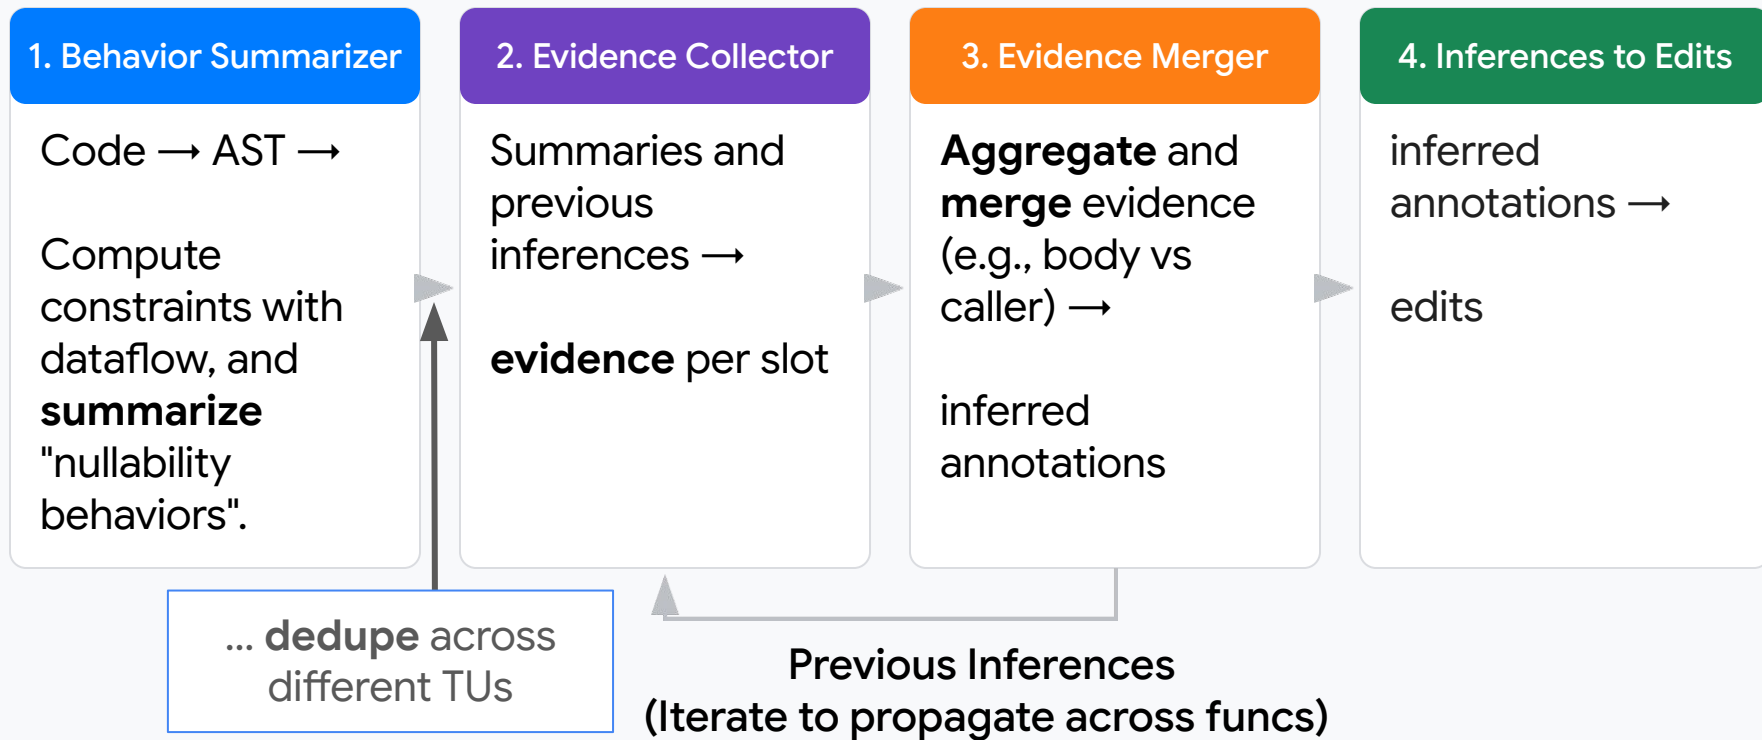 1. Behavior Summarizer
Code → AST →
Compute
constraints with
dataflow, and
summarize
"nullability
behaviors".
2. Evidence Collector
Summaries and
previous
inferences →
evidence per slot
3. Evidence Merger
Aggregate and
merge evidence
(e.g., body vs
caller) →
inferred
annotations
4. Inferences to Edits
inferred
annotations →
edits
... dedupe across
different TUs
Previous Inferences
(Iterate to propagate across funcs)